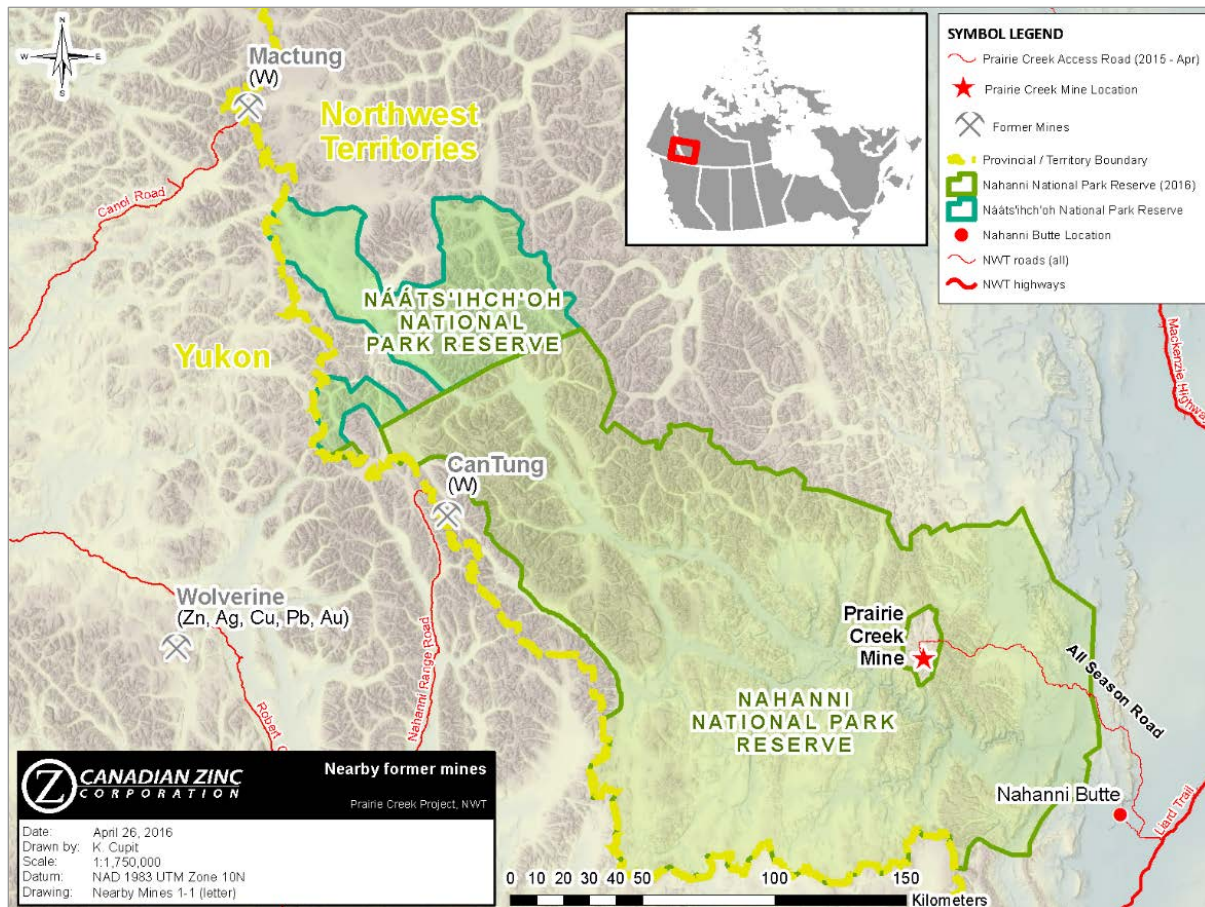 N
W
E
S
Mactung
(W)
Northwest
Territories
Canol Road
NÁÁTS'IHCH'OH
NATIONAL
PARK RESERVE
Yukon
CanTung
(W)
Wolverine
(Zn, Ag, Cu, Pb, Au)
Nahanni Range Road
Robert C
Prairie
Creek
Mine
All Season Road
NAHANNI
NATIONAL PARK
RESERVE
Nahanni Butte
Liard Trail
Mackenzie Highway
SYMBOL LEGEND
Prairie Creek Access Road (2015 - Apr)
Prairie Creek Mine Location
Former Mines
Provincial / Territory Boundary
Nahanni National Park Reserve (2016)
Nááts'ihch'oh National Park Reserve
Nahanni Butte Location
NWT roads (all)
NWT highways
Z CANADIAN ZINC
CORPORATION
Nearby former mines
Prairie Creek Project, NWT
Date: April 26, 2016
Drawn by: K. Cupit
Scale: 1:1,750,000
Datum: NAD 1983 UTM Zone 10N
Drawing: Nearby Mines 1-1 (letter)
0 10 20 30 40 50 100 150
Kilometers